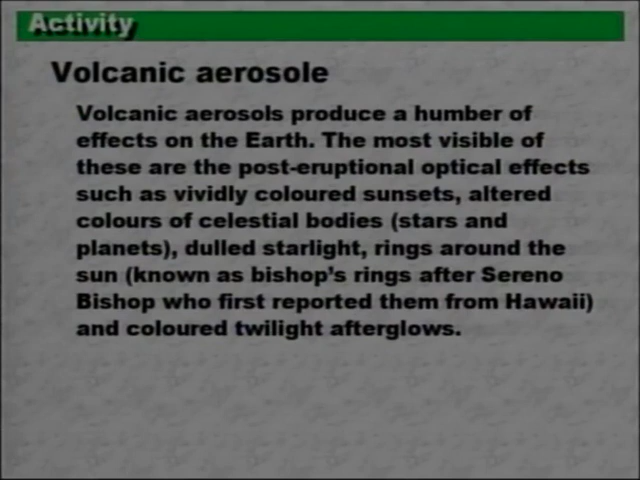 Activity
Volcanic aerosole
Volcanic aerosols produce a humber of
effects on the Earth. The most visible of
these are the post-eruptional optical effects
such as vividly coloured sunsets, altered
colours of celestial bodies (stars and
planets), dulled starlight, rings around the
sun (known as bishop's rings after Sereno
Bishop who first reported them from Hawaii)
and coloured twilight afterglows.